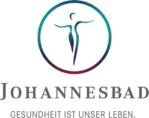 JOHANNESBAD
GESUNDHEIT IST UNSER LEBEN.